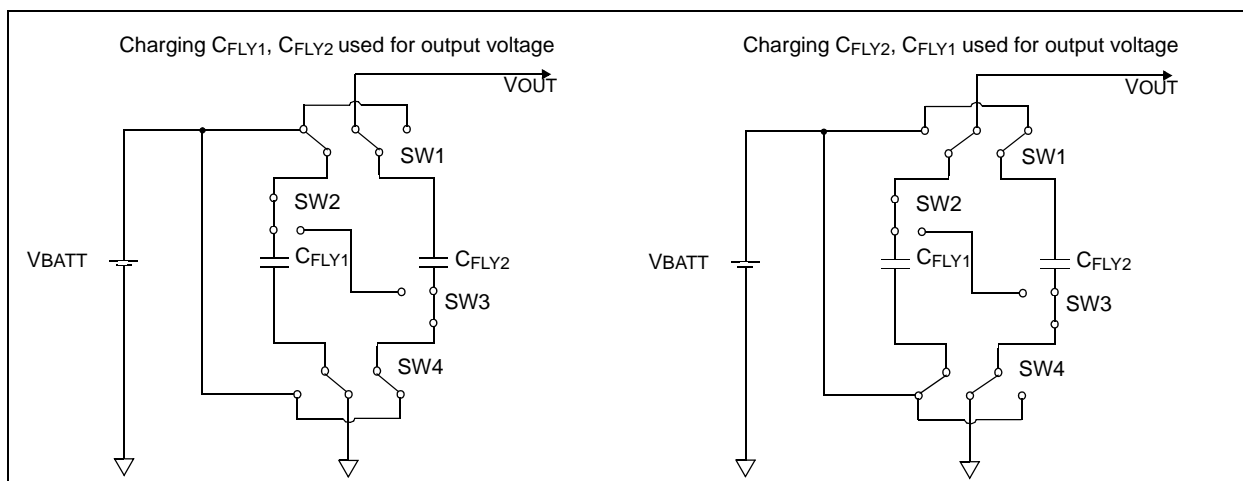 Charging CFLY1, CFLY2 used for output voltage
VOUT
SW1
SW2
VBATT
CFLY1
CFLY2
SW3
SW4
Charging CFLY2, CFLY1 used for output voltage
VOUT
SW1
SW2
VBATT
CFLY1
CFLY2
SW3
SW4